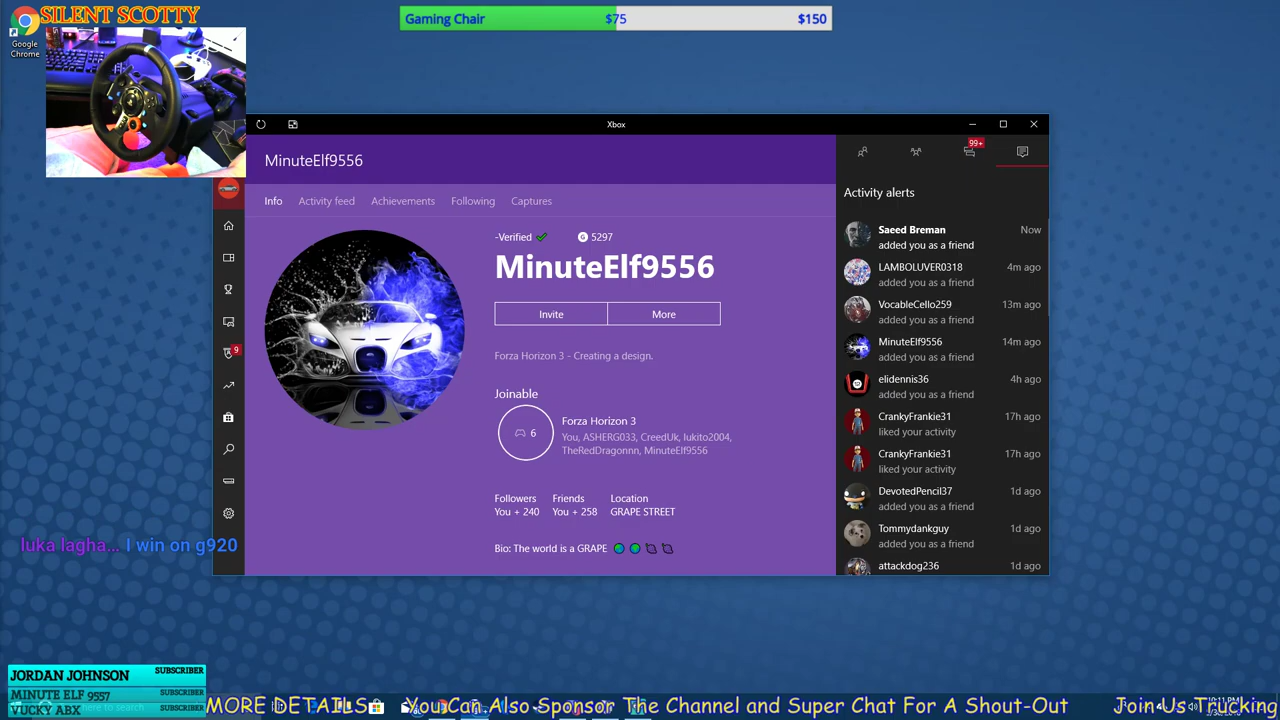 SILENT SCOTTY
Google
Chrome
Gaming Chair $75 $150
Xbox
MinuteElf9556
99+
Info Activity feed Achievements Following Captures
Activity alerts
-Verified G 5297
MinuteElf9556
Invite More
Forza Horizon 3 - Creating a design.
Joinable
6
Forza Horizon 3
You, ASHERG033, CreedUk, lukito2004,
TheRedDragonnn, MinuteElf9556
Followers Friends Location
You + 240 You + 258 GRAPE STREET
Bio: The world is a GRAPE
9
Saeed Breman Now
added you as a friend
LAMBOLUVER0318 4m ago
added you as a friend
VocableCello259 13m ago
added you as a friend
MinuteElf9556 14m ago
added you as a friend
elidennis36 4h ago
added you as a friend
CrankyFrankie31 17h ago
liked your activity
CrankyFrankie31 17h ago
liked your activity
DevotedPencil37 1d ago
added you as a friend
Tommydankguy 1d ago
added you as a friend
attackdog236 1d ago
luka lagha... I win on g920
JORDAN JOHNSON SUBSCRIBER
MINUTE ELF 9557 SUBSCRIBER
VUCKY ABX SUBSCRIBER
here to search
MORE DETAILS You Can Also Sponsor The Channel and Super Chat For A Shout-Out Join Us Trucking